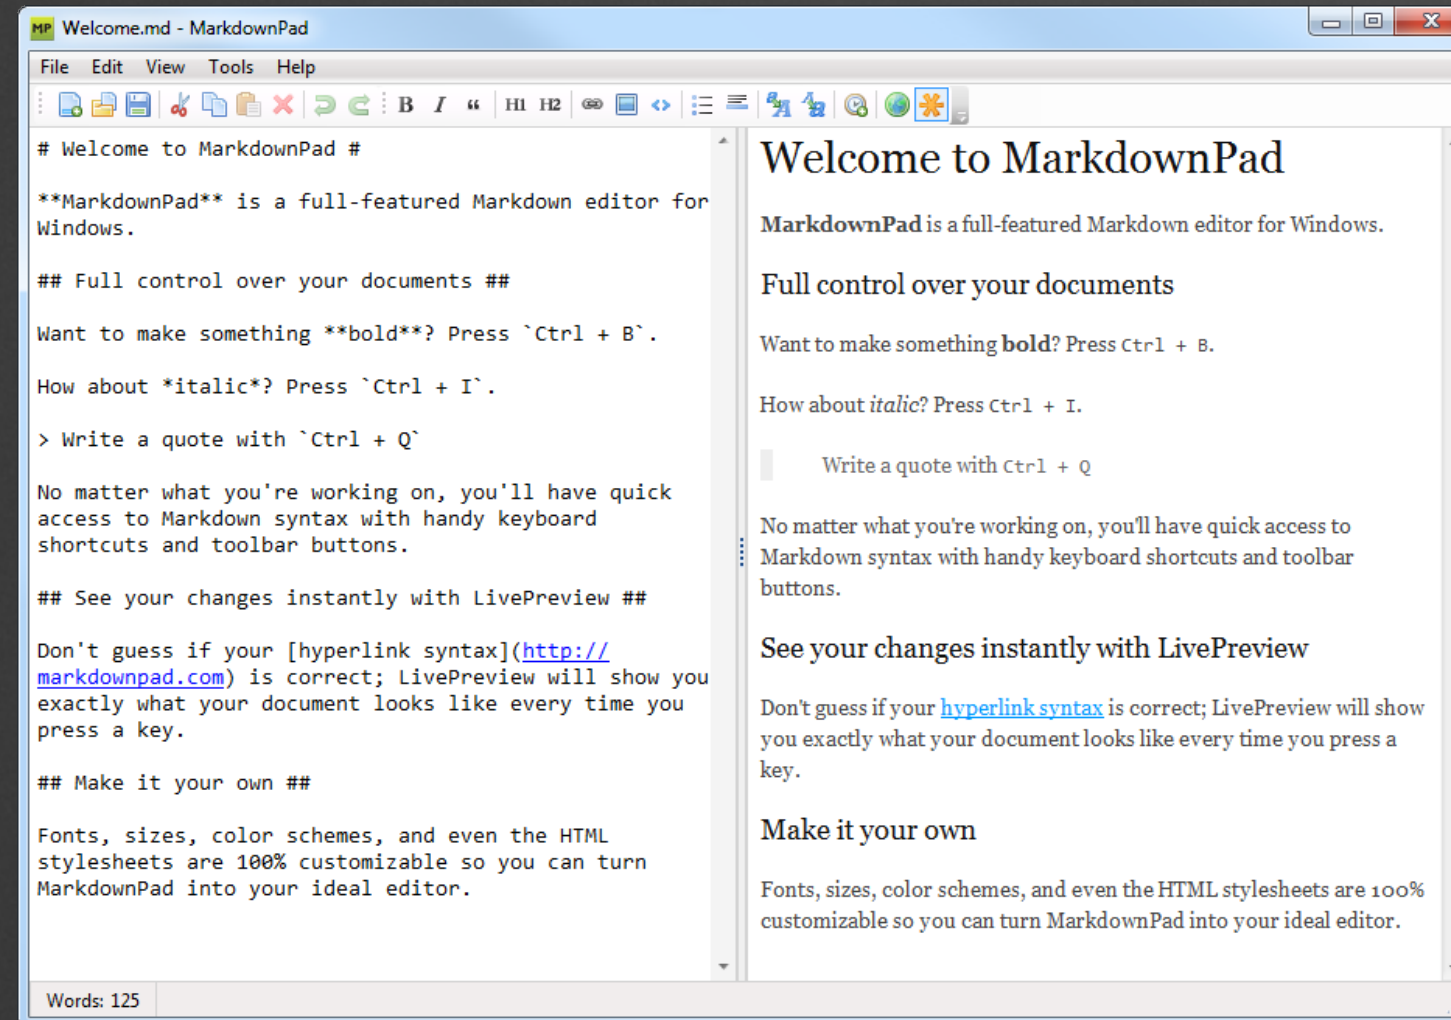 MP Welcome.md - MarkdownPad
File Edit View Tools Help
B I “ H1 H2
# Welcome to MarkdownPad #
**MarkdownPad** is a full-featured Markdown editor for
Windows.
## Full control over your documents ##
Want to make something **bold**? Press `Ctrl + B`.
How about *italic*? Press `Ctrl + I`.
> Write a quote with `Ctrl + Q`
No matter what you're working on, you'll have quick
access to Markdown syntax with handy keyboard
shortcuts and toolbar buttons.
## See your changes instantly with LivePreview ##
Don't guess if your [hyperlink syntax](http://
markdownpad.com) is correct; LivePreview will show you
exactly what your document looks like every time you
press a key.
## Make it your own ##
Fonts, sizes, color schemes, and even the HTML
stylesheets are 100% customizable so you can turn
MarkdownPad into your ideal editor.
Welcome to MarkdownPad
MarkdownPad is a full-featured Markdown editor for Windows.
Full control over your documents
Want to make something bold? Press Ctrl + B.
How about italic? Press Ctrl + I.
Write a quote with Ctrl + Q
No matter what you're working on, you'll have quick access to
Markdown syntax with handy keyboard shortcuts and toolbar
buttons.
See your changes instantly with LivePreview
Don't guess if your hyperlink syntax is correct; LivePreview will show
you exactly what your document looks like every time you press a
key.
Make it your own
Fonts, sizes, color schemes, and even the HTML stylesheets are 100%
customizable so you can turn MarkdownPad into your ideal editor.
Words: 125